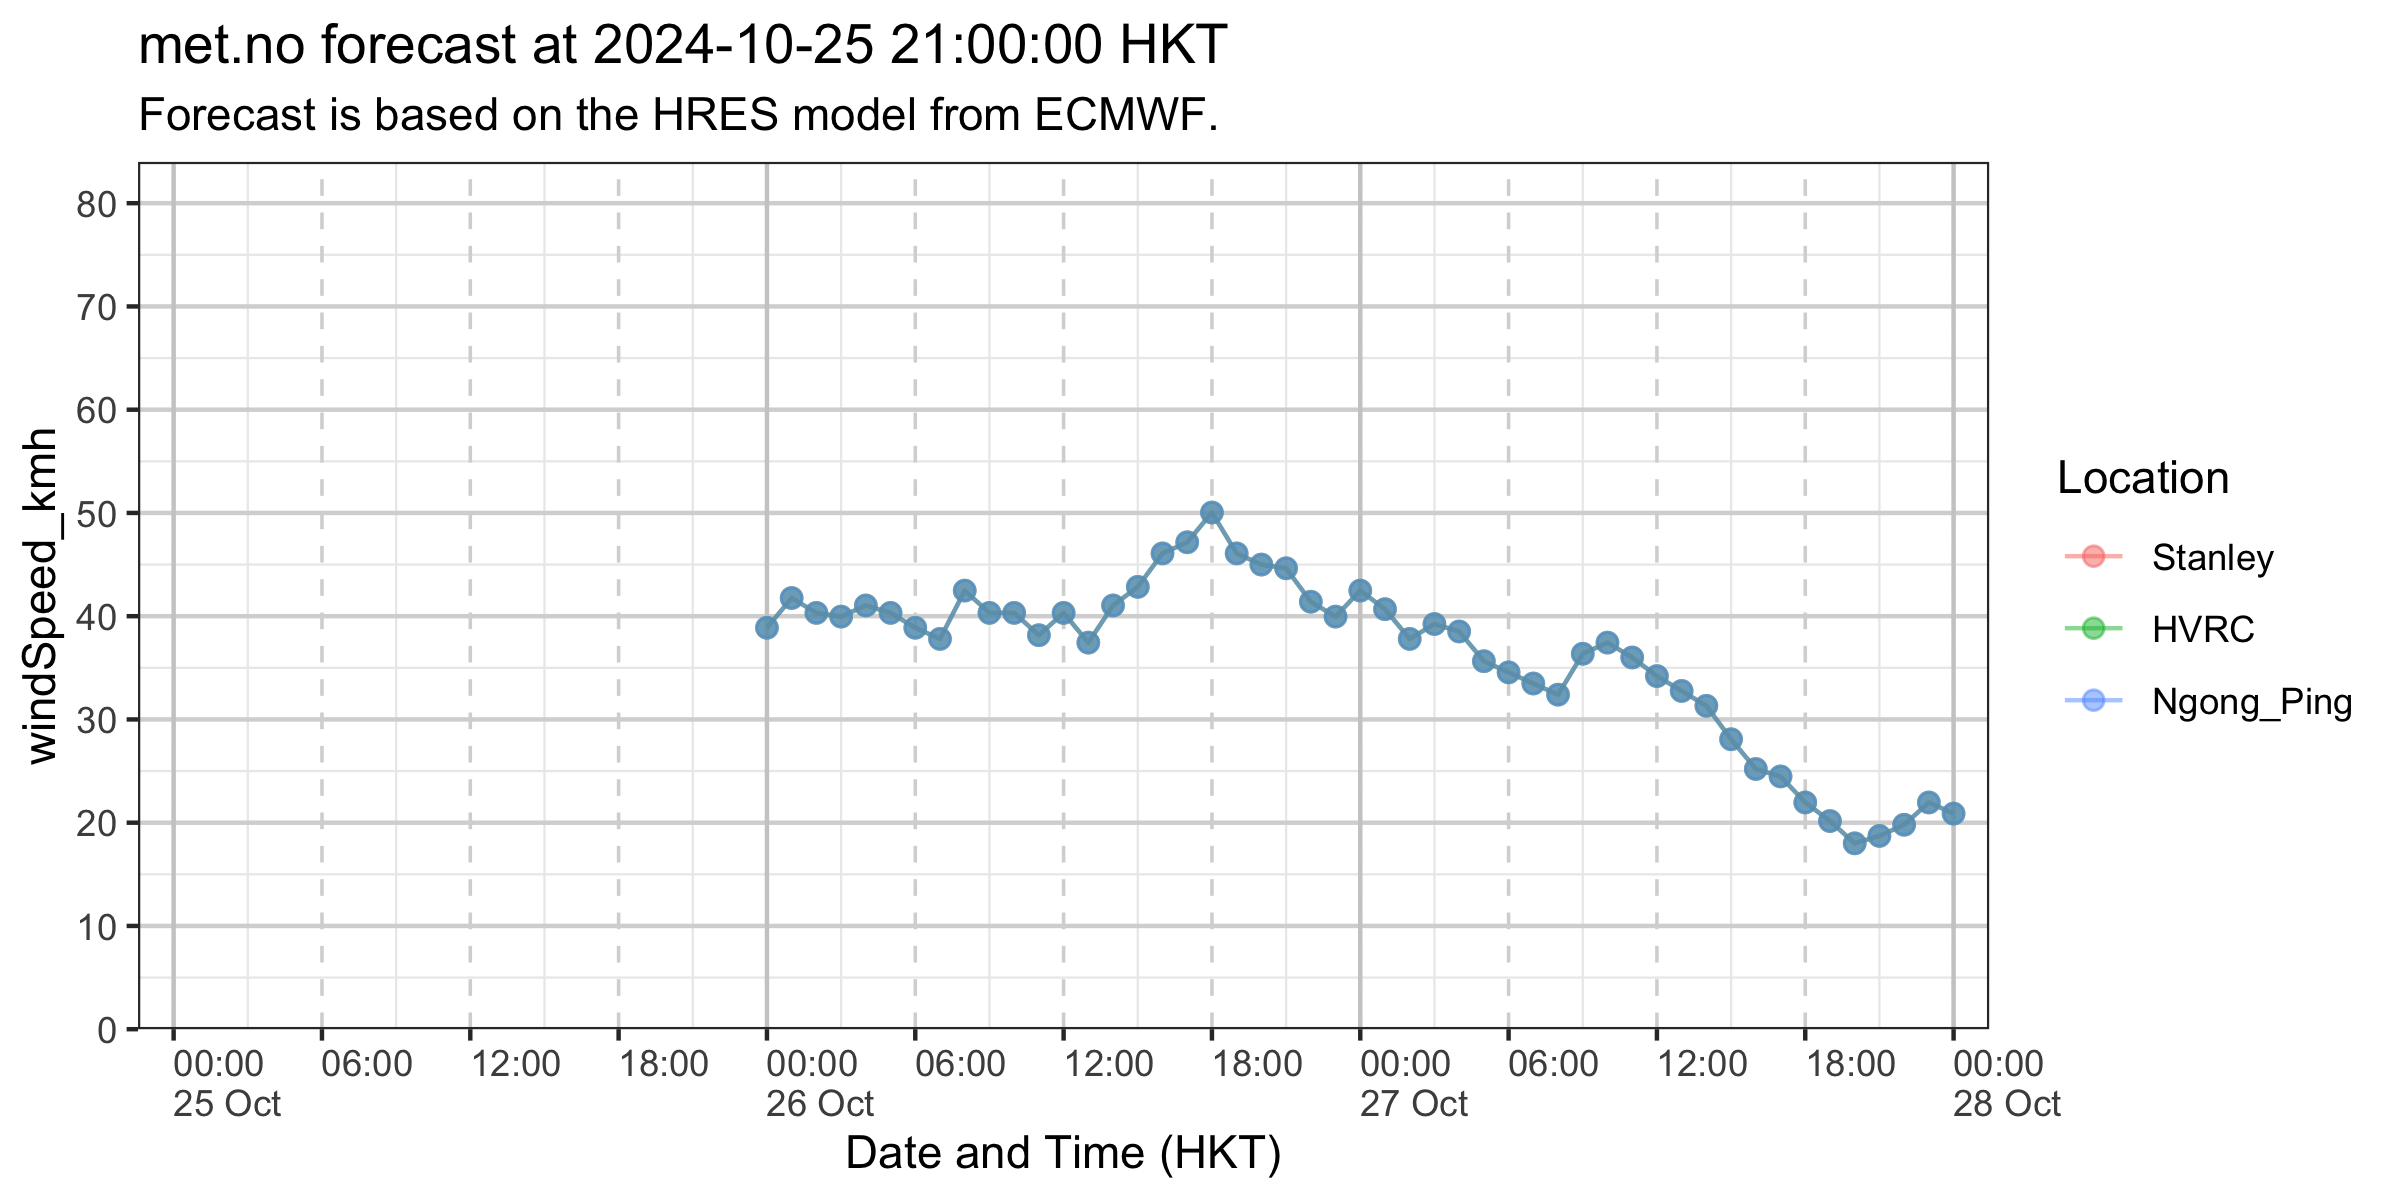 met.no forecast at 2024-10-25 21:00:00 HKT
Forecast is based on the HRES model from ECMWF.
windSpeed_kmh
80
70
60
50
40
30
20
10
0
00:00 06:00 12:00 18:00 00:00 06:00 12:00 18:00 00:00 06:00 12:00 18:00 00:00
25 Oct 26 Oct 27 Oct 28 Oct
Date and Time (HKT)
Location
Stanley
HVRC
Ngong_Ping